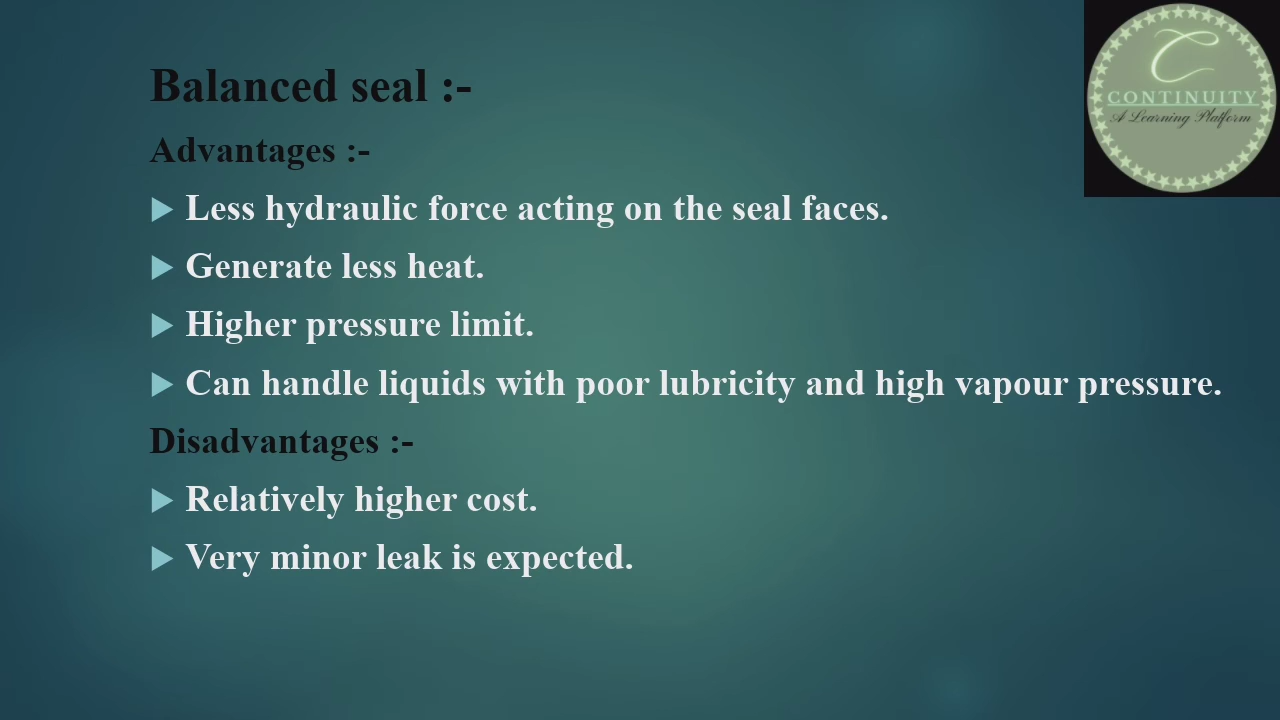 Balanced seal :-
Advantages :-
Less hydraulic force acting on the seal faces.
Generate less heat.
Higher pressure limit.
Can handle liquids with poor lubricity and high vapour pressure.
Disadvantages :-
Relatively higher cost.
Very minor leak is expected.
C
CONTINUITY
A Learning Platform